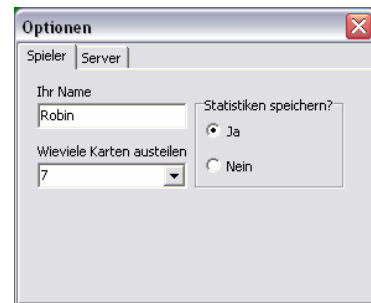 Optionen
Spieler Server
Ihr Name
Robin
Wieviele Karten austeilen
7
Statistiken speichern?
Ja
Nein